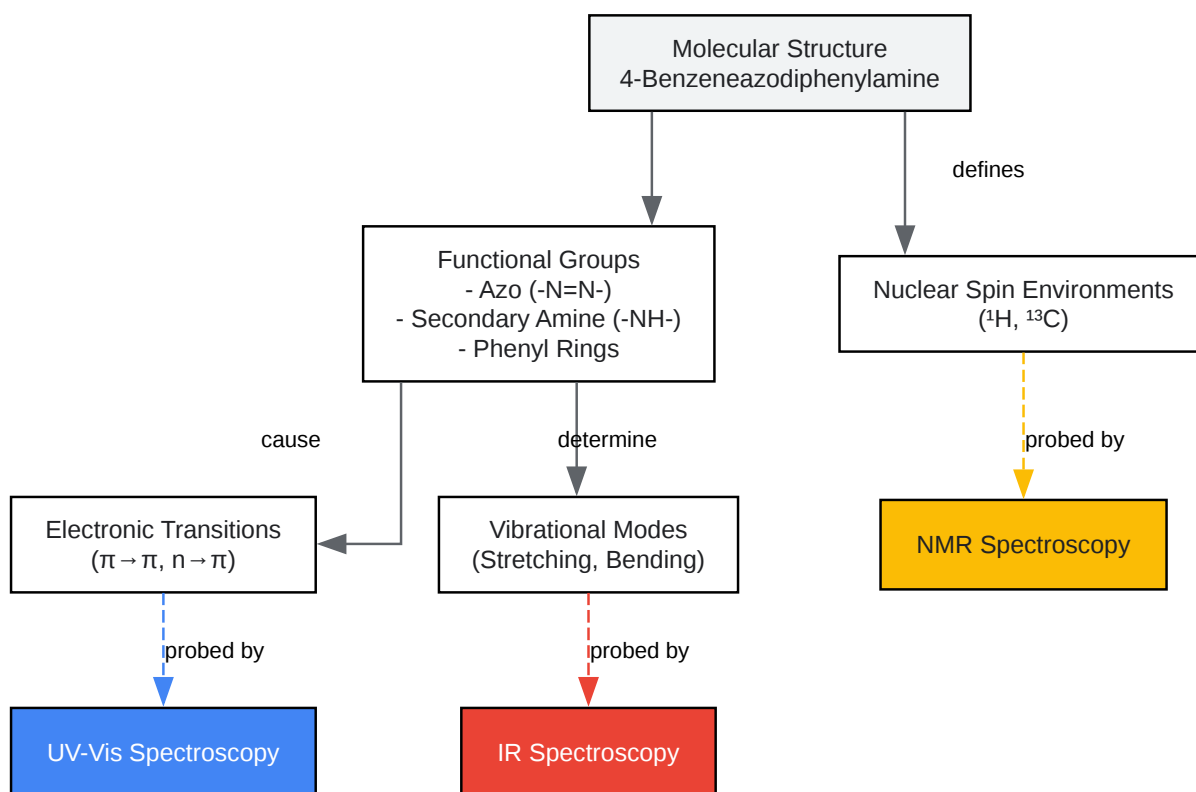 Molecular Structure
4-Benzeneazodiphenylamine
defines
Functional Groups
- Azo (-N=N-)
- Secondary Amine (-NH-)
- Phenyl Rings
Nuclear Spin Environments
(¹H, ¹³C)
cause
determine
probed by
Electronic Transitions
(π→π, n→π)
Vibrational Modes
(Stretching, Bending)
NMR Spectroscopy
probed by
probed by
UV-Vis Spectroscopy
IR Spectroscopy